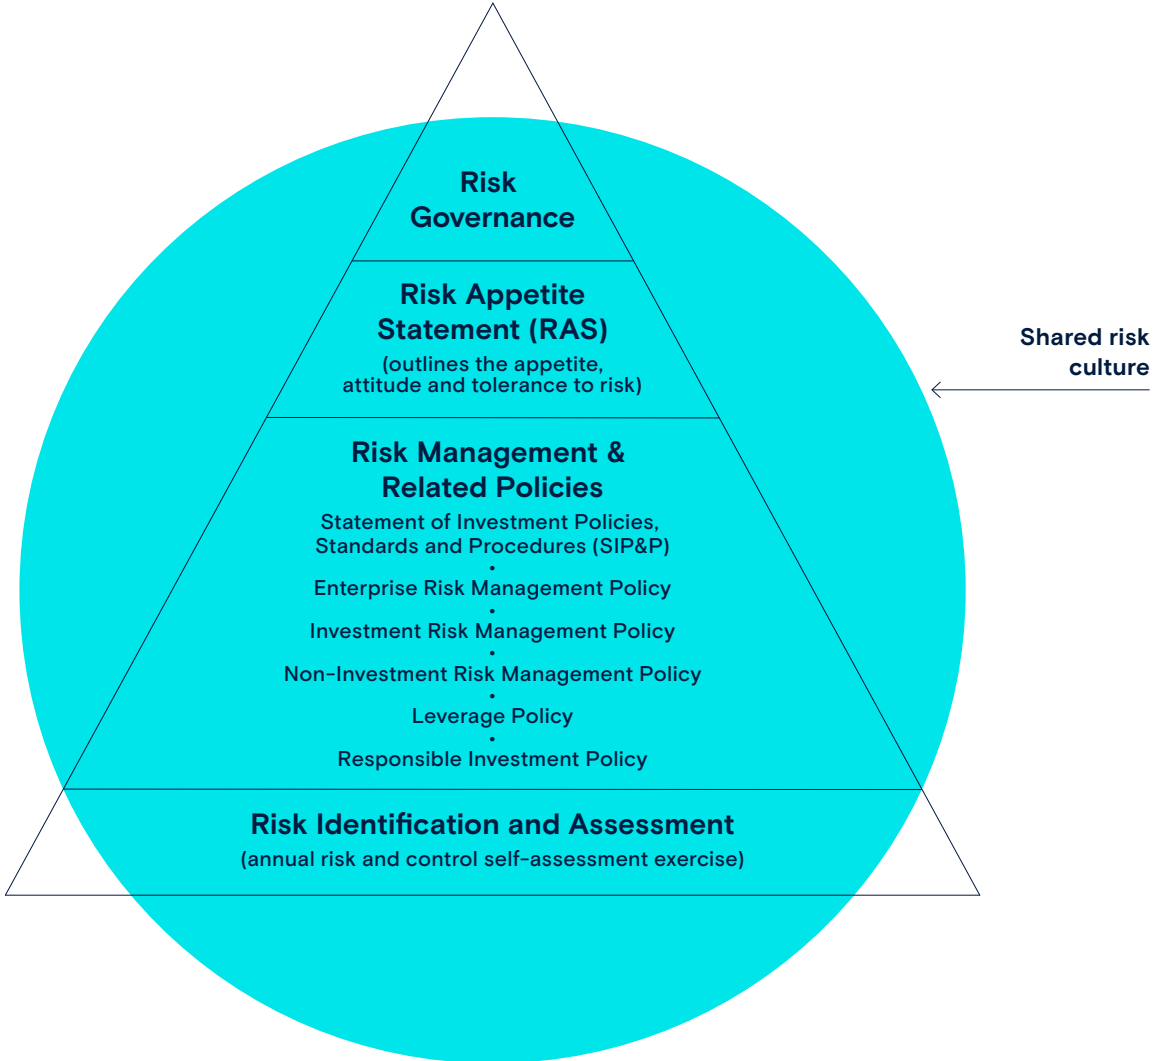 Risk
Governance
Risk Appetite
Statement (RAS)
(outlines the appetite,
attitude and tolerance to risk)
Shared risk
culture
Risk Management &
Related Policies
Statement of Investment Policies,
Standards and Procedures (SIP&P)
•
Enterprise Risk Management Policy
•
Investment Risk Management Policy
•
Non-Investment Risk Management Policy
•
Leverage Policy
•
Responsible Investment Policy
Risk Identification and Assessment
(annual risk and control self-assessment exercise)